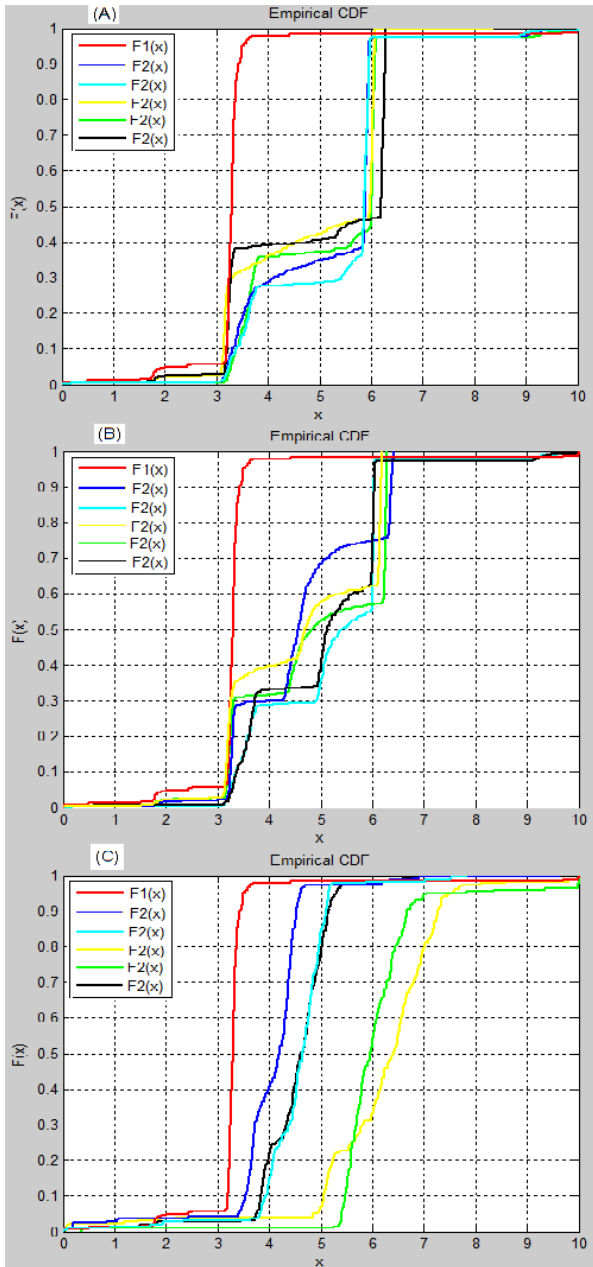 (A)
Empirical CDF
F1(x)
F2(x)
F2(x)
F2(x)
F2(x)
F2(x)
1
0.9
0.8
0.7
0.6
0.5
0.4
0.3
0.2
0.1
0
F(x)
0 1 2 3 4 5 6 7 8 9 10
x
(B)
Empirical CDF
F1(x)
F2(x)
F2(x)
F2(x)
F2(x)
F2(x)
1
0.9
0.8
0.7
0.6
0.5
0.4
0.3
0.2
0.1
0
F(x)
0 1 2 3 4 5 6 7 8 9 10
x
(C)
Empirical CDF
F1(x)
F2(x)
F2(x)
F2(x)
F2(x)
F2(x)
1
0.9
0.8
0.7
0.6
0.5
0.4
0.3
0.2
0.1
0
F(x)
0 1 2 3 4 5 6 7 8 9 10
x